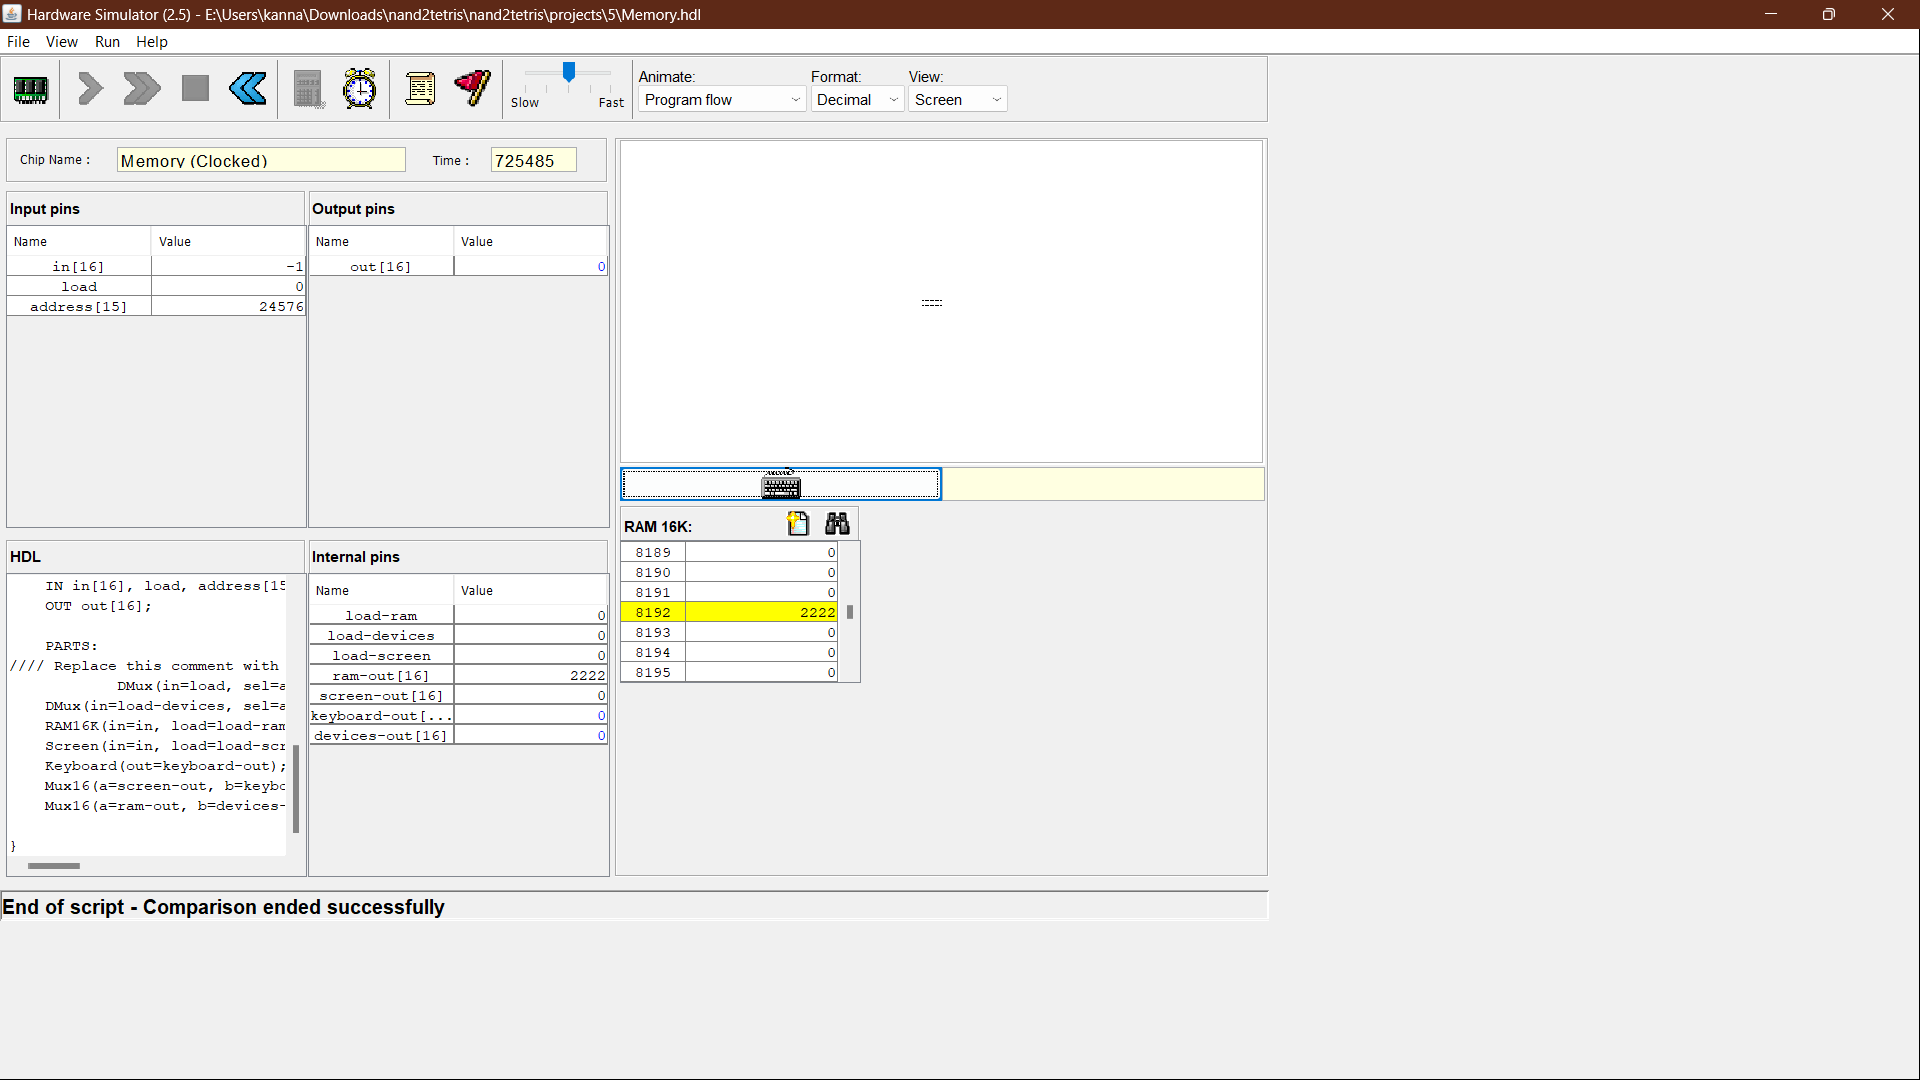 Hardware Simulator (2.5) - E:\Users\kanna\Downloads\nand2tetris\nand2tetris\projects\5\Memory.hdl
File View Run Help
Slow Fast
Animate: Format: View:
Program flow Decimal Screen
Chip Name : Memory (Clocked) Time : 725485
Input pins
Name Value
in[16] -1
load 0
address[15] 24576
Output pins
Name Value
out[16] 0
HDL
IN in[16], load, address[15
OUT out[16];
PARTS:
//// Replace this comment with
DMux(in=load, sel=a
DMux(in=load-devices, sel=a
RAM16K(in=in, load=load-ram
Screen(in=in, load=load-scr
Keyboard(out=keyboard-out);
Mux16(a=screen-out, b=keybo
Mux16(a=ram-out, b=devices-
}
Internal pins
Name Value
load-ram 0
load-devices 0
load-screen 0
ram-out[16] 2222
screen-out[16] 0
keyboard-out[... 0
devices-out[16] 0
RAM 16K:
8189 0
8190 0
8191 0
8192 2222
8193 0
8194 0
8195 0
End of script - Comparison ended successfully